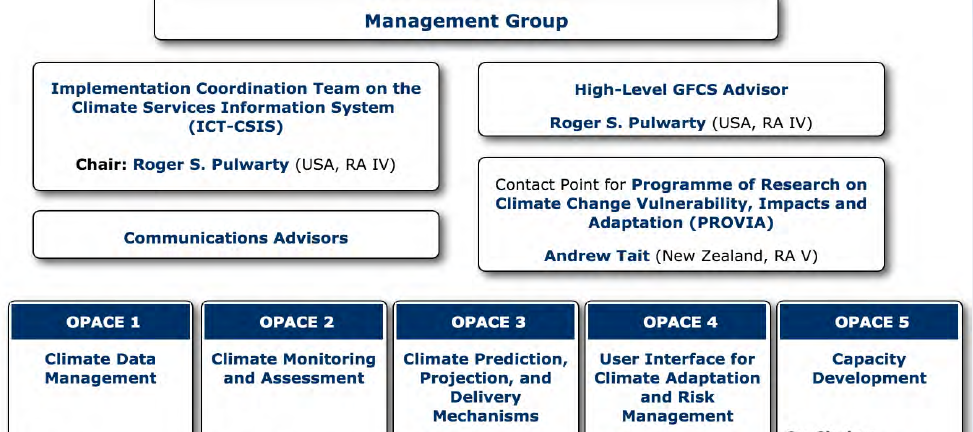 Management Group
Implementation Coordination Team on the
Climate Services Information System
(ICT-CSIS)
Chair: Roger S. Pulwarty (USA, RA IV)
Communications Advisors
High-Level GFCS Advisor
Roger S. Pulwarty (USA, RA IV)
Contact Point for Programme of Research on
Climate Change Vulnerability, Impacts and
Adaptation (PROVIA)
Andrew Tait (New Zealand, RA V)
OPACE 1
Climate Data
Management
OPACE 2
Climate Monitoring
and Assessment
OPACE 3
Climate Prediction,
Projection, and
Delivery
Mechanisms
OPACE 4
User Interface for
Climate Adaptation
and Risk
Management
OPACE 5
Capacity
Development